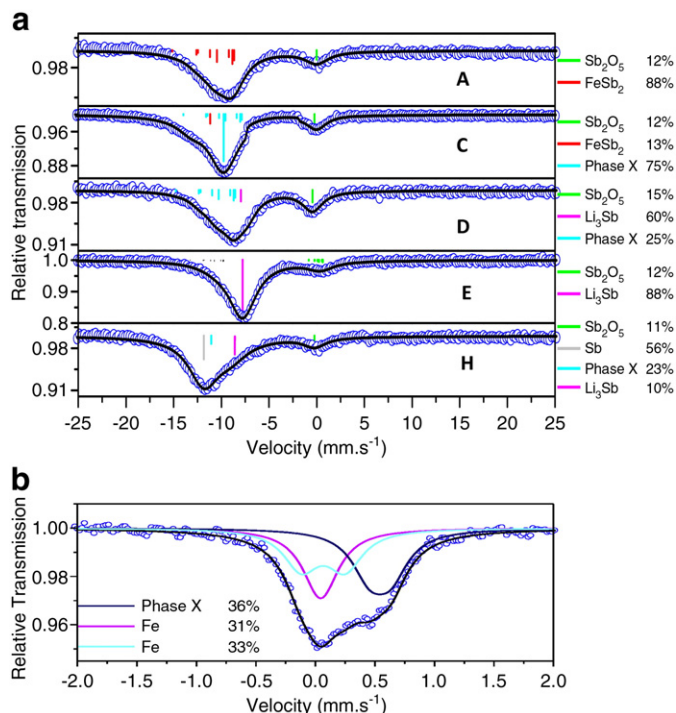 a
0.98
A
Sb2O5 12%
FeSb2 88%
0.96
0.88
C
Sb2O5 12%
FeSb2 13%
Phase X 75%
0.98
0.91
D
Sb2O5 15%
Li3Sb 60%
Phase X 25%
1.0
0.9
0.8
E
Sb2O5 12%
Li3Sb 88%
0.98
0.91
H
Sb2O5 11%
Sb 56%
Phase X 23%
Li3Sb 10%
Relative transmission
-25 -20 -15 -10 -5 0 5 10 15 20 25
Velocity (mm.s-1)
b
Relative Transmission
1.00
0.98
0.96
Phase X 36%
Fe 31%
Fe 33%
-2.0 -1.5 -1.0 -0.5 0.0 0.5 1.0 1.5 2.0
Velocity (mm.s-1)